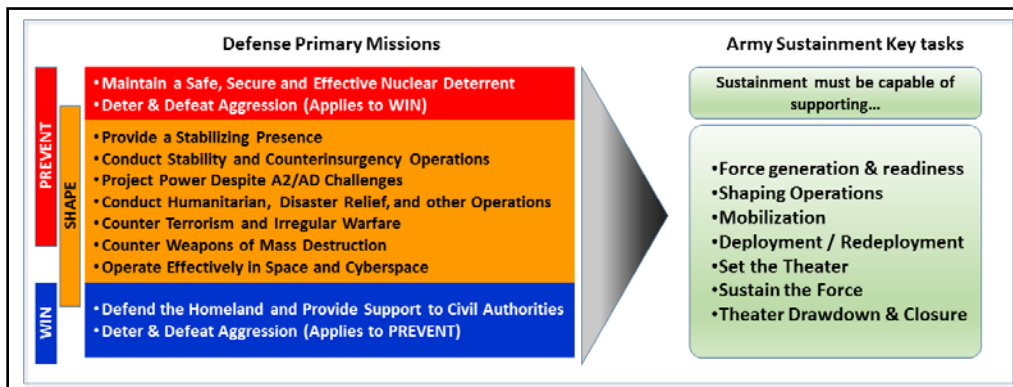 Defense Primary Missions
Army Sustainment Key tasks
PREVENT
SHAPE
WIN
•Maintain a Safe, Secure and Effective Nuclear Deterrent
•Deter & Defeat Aggression (Applies to WIN)
•Provide a Stabilizing Presence
•Conduct Stability and Counterinsurgency Operations
•Project Power Despite A2/AD Challenges
•Conduct Humanitarian, Disaster Relief, and other Operations
•Counter Terrorism and Irregular Warfare
•Counter Weapons of Mass Destruction
•Operate Effectively in Space and Cyberspace
•Defend the Homeland and Provide Support to Civil Authorities
•Deter & Defeat Aggression (Applies to PREVENT)
Sustainment must be capable of
supporting...
•Force generation & readiness
•Shaping Operations
•Mobilization
•Deployment / Redeployment
•Set the Theater
•Sustain the Force
•Theater Drawdown & Closure